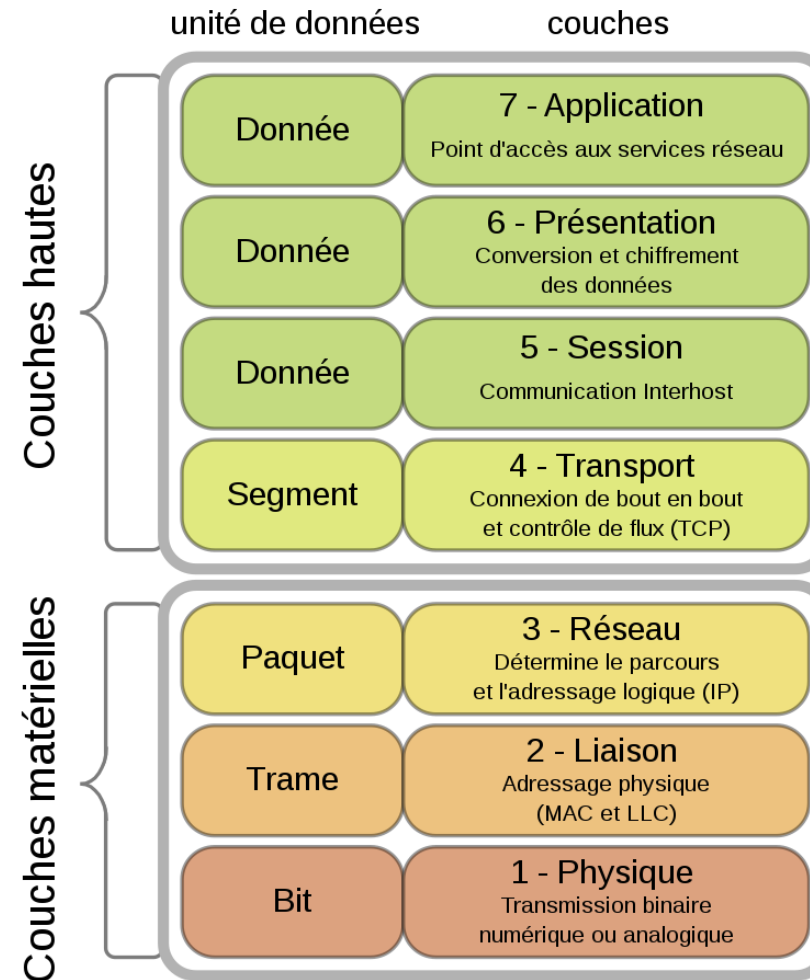 unité de données couches
Couches hautes
Donnée
7 - Application
Point d'accès aux services réseau
Donnée
6 - Présentation
Conversion et chiffrement
des données
Donnée
5 - Session
Communication Interhost
Segment
4 - Transport
Connexion de bout en bout
et contrôle de flux (TCP)
Couches matérielles
Paquet
3 - Réseau
Détermine le parcours
et l'adressage logique (IP)
Trame
2 - Liaison
Adressage physique
(MAC et LLC)
Bit
1 - Physique
Transmission binaire
numérique ou analogique